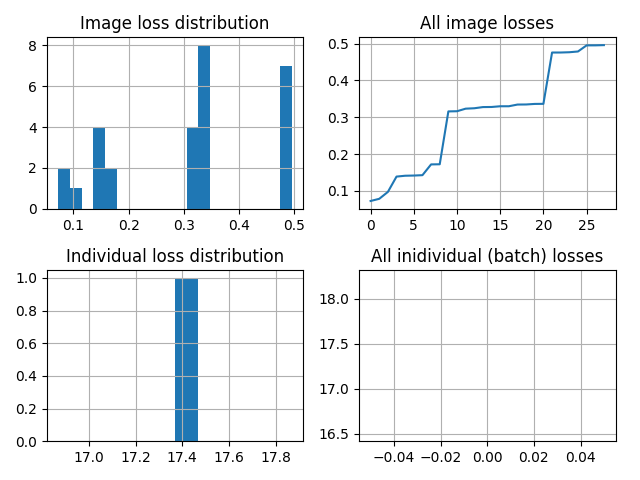 Image loss distribution
8
6
4
2
0
0.1 0.2 0.3 0.4 0.5
All image losses
0.5
0.4
0.3
0.2
0.1
0 5 10 15 20 25
Individual loss distribution
1.0
0.8
0.6
0.4
0.2
0.0
17.0 17.2 17.4 17.6 17.8
All inidividual (batch) losses
18.0
17.5
17.0
16.5
−0.04 −0.02 0.00 0.02 0.04